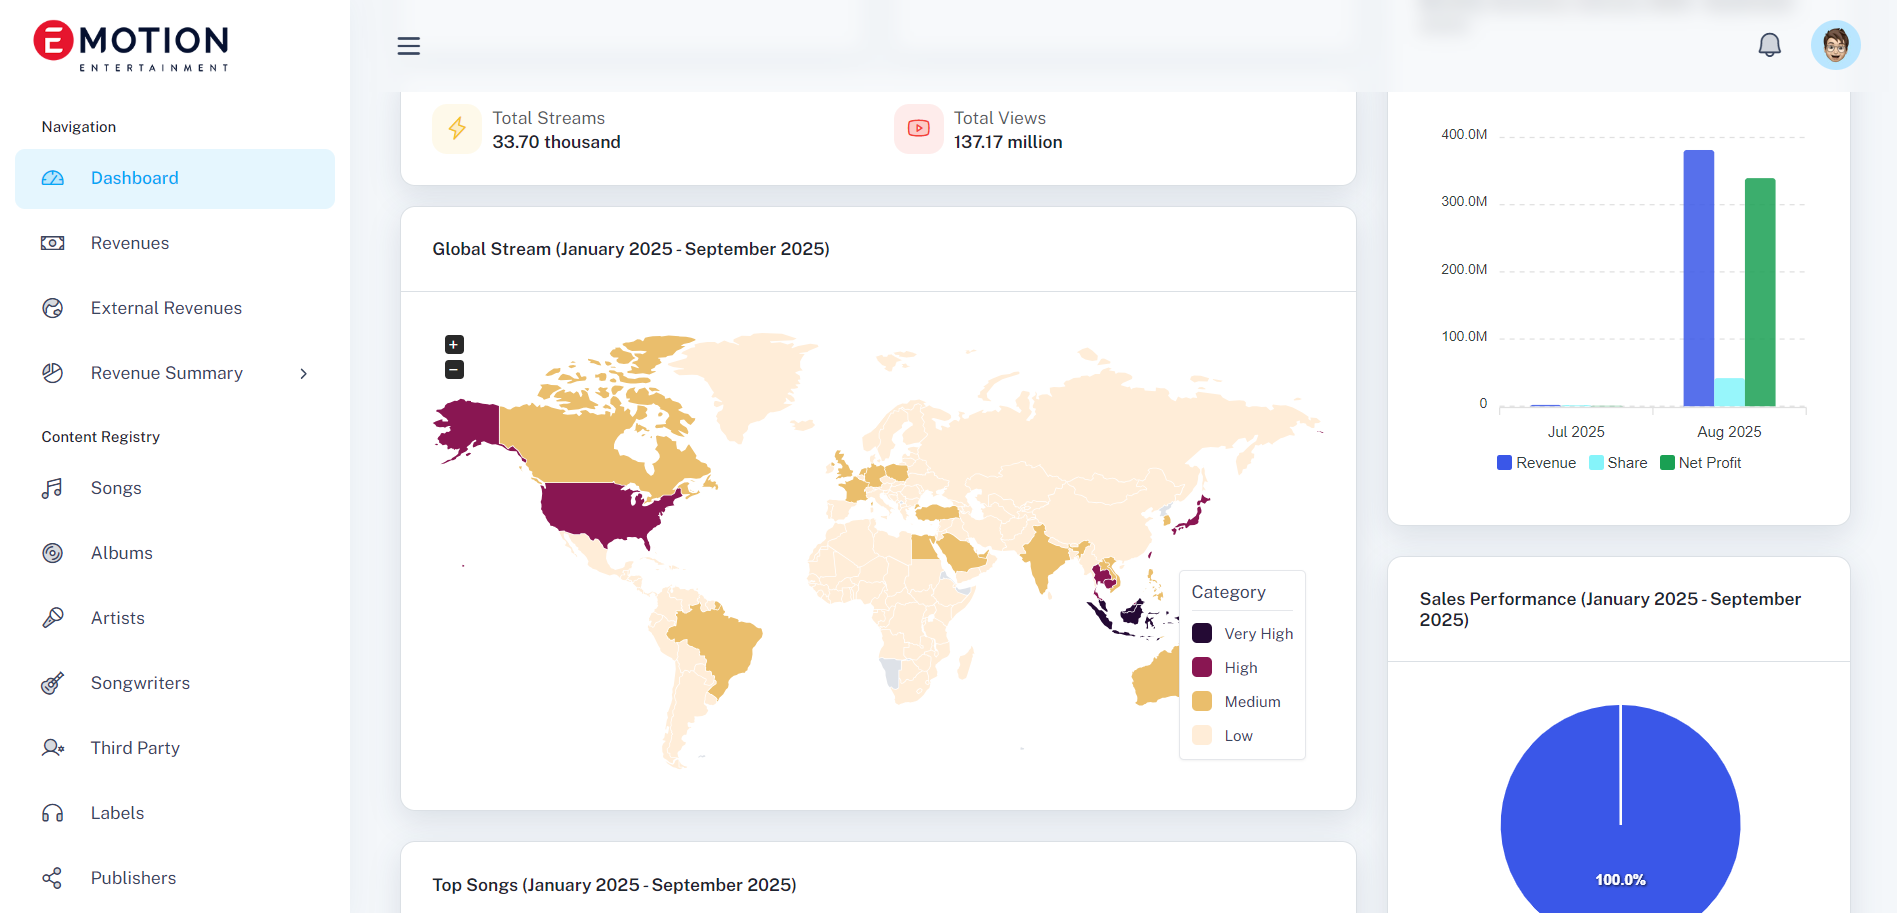 EMOTION
ENTERTAINMENT
Navigation
Dashboard
Revenues
External Revenues
Revenue Summary
Content Registry
Songs
Albums
Artists
Songwriters
Third Party
Labels
Publishers
Total Streams
33.70 thousand
Total Views
137.17 million
Global Stream (January 2025 - September 2025)
+
−
Category
Very High
High
Medium
Low
Top Songs (January 2025 - September 2025)
400.0M
300.0M
200.0M
100.0M
0
Jul 2025
Aug 2025
Revenue
Share
Net Profit
Sales Performance (January 2025 - September
2025)
100.0%